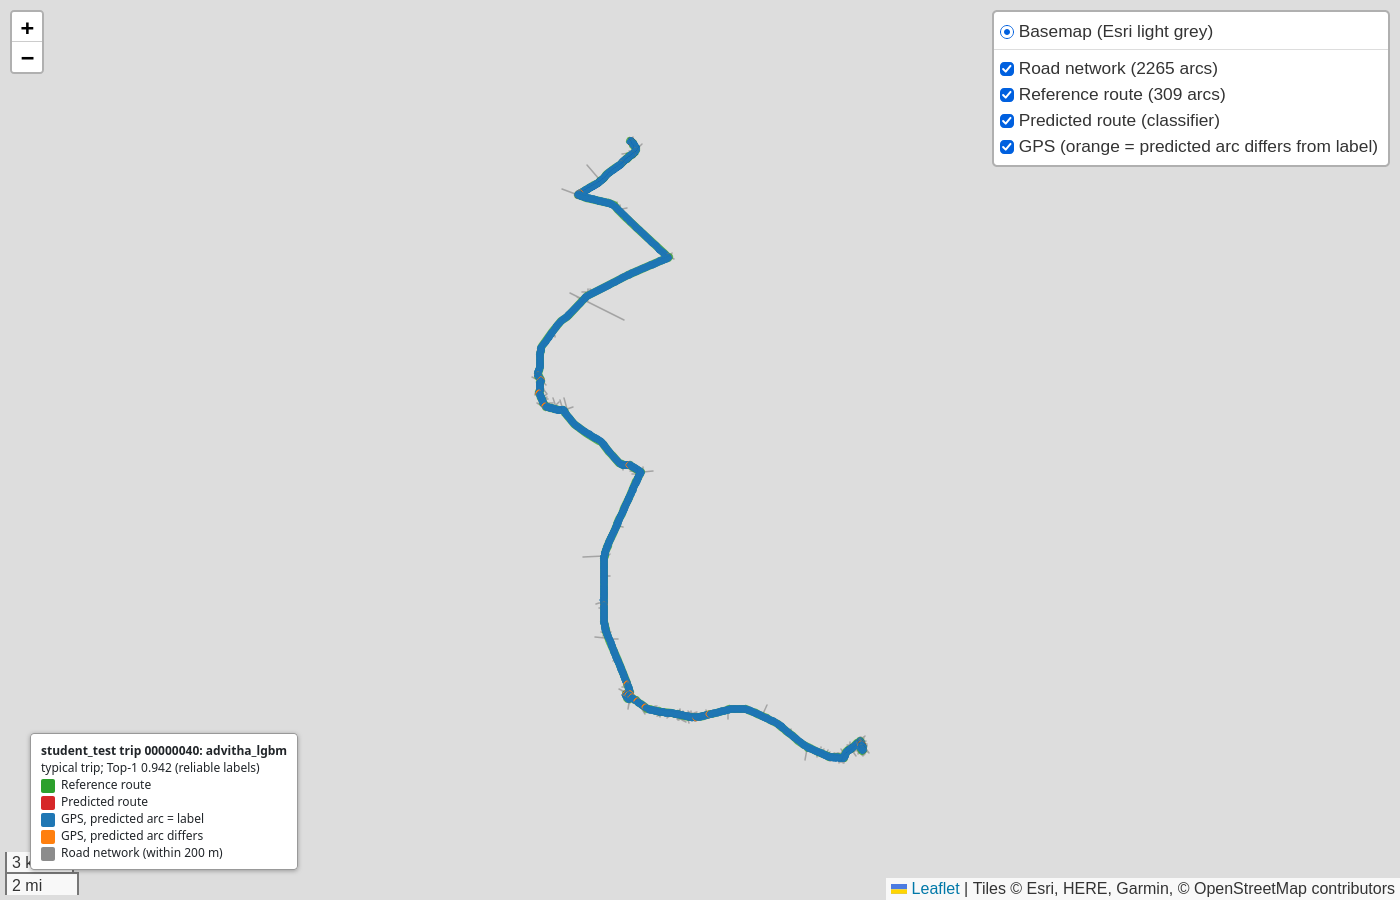 +
−
Basemap (Esri light grey)
Road network (2265 arcs)
Reference route (309 arcs)
Predicted route (classifier)
GPS (orange = predicted arc differs from label)
student_test trip 00000040: advitha_lgbm
typical trip; Top-1 0.942 (reliable labels)
Reference route
Predicted route
GPS, predicted arc = label
GPS, predicted arc differs
Road network (within 200 m)
3
2 mi
Leaflet | Tiles © Esri, HERE, Garmin, © OpenStreetMap contributors